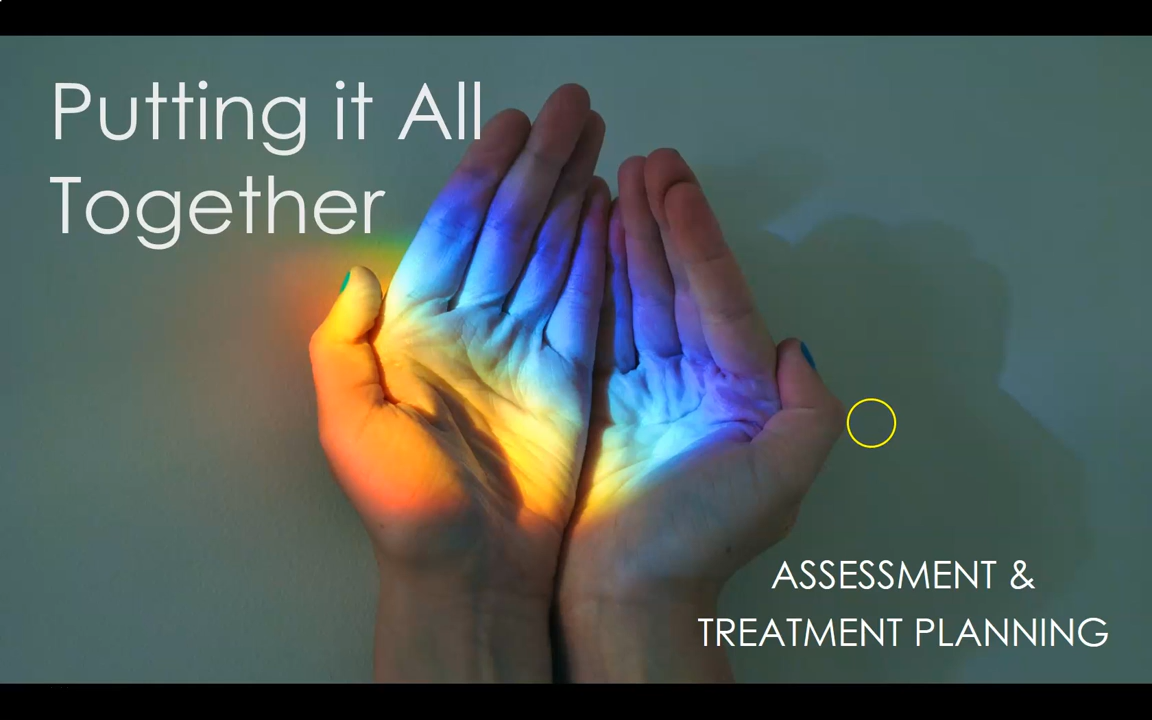 Putting it All
Together
ASSESSMENT &
TREATMENT PLANNING